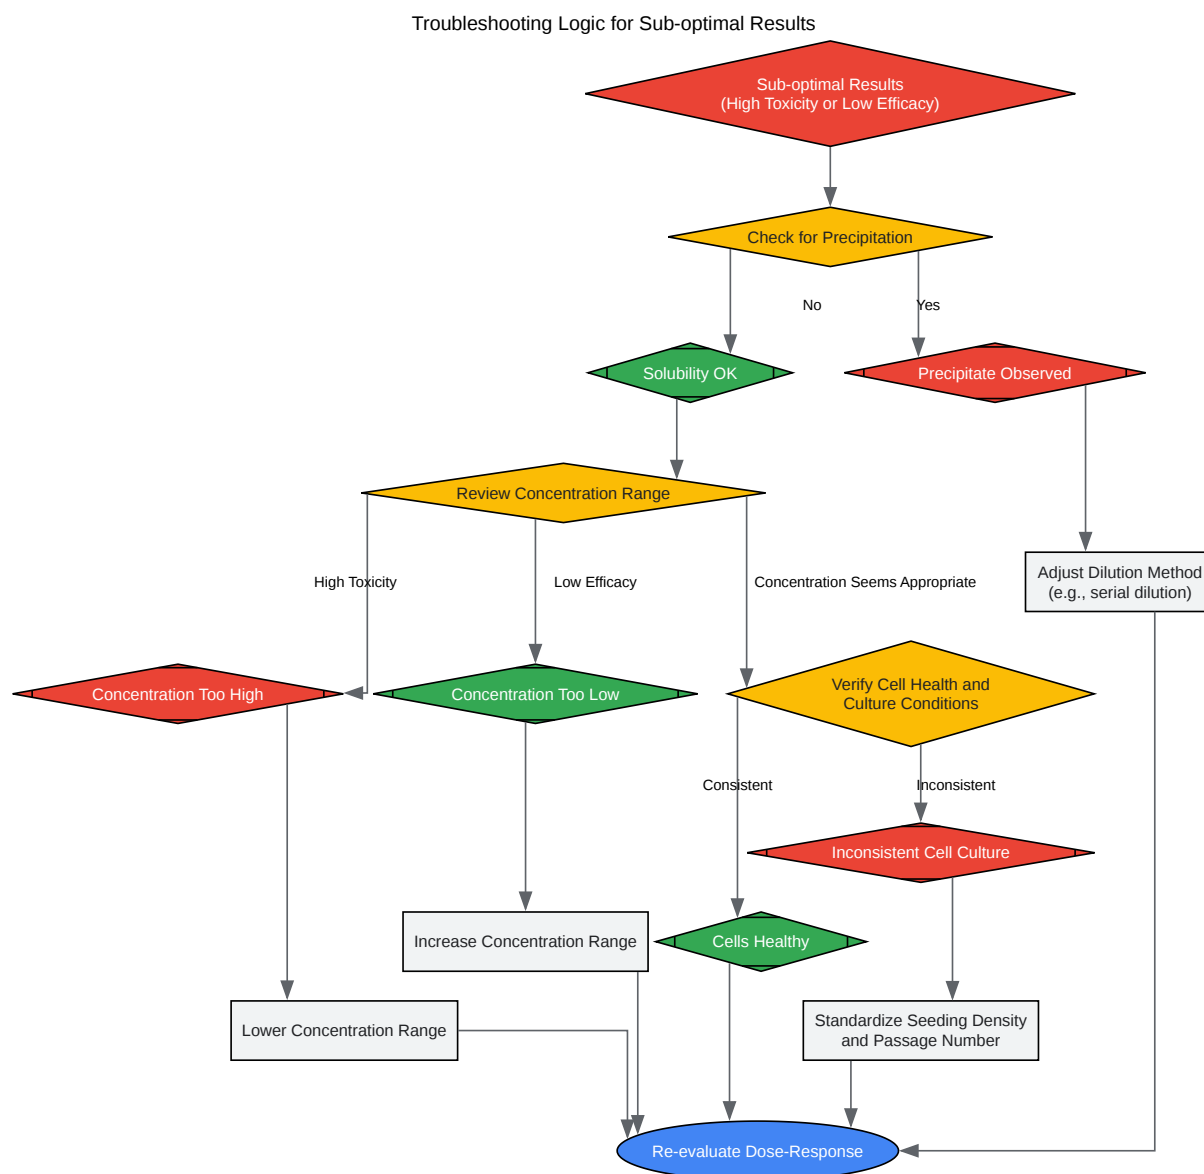 Troubleshooting Logic for Sub-optimal Results
Sub-optimal Results
(High Toxicity or Low Efficacy)
Check for Precipitation
No
Yes
Solubility OK
Precipitate Observed
Review Concentration Range
High Toxicity
Low Efficacy
Concentration Seems Appropriate
Adjust Dilution Method
(e.g., serial dilution)
Concentration Too High
Concentration Too Low
Verify Cell Health and
Culture Conditions
Consistent
Inconsistent
Inconsistent Cell Culture
Increase Concentration Range
Cells Healthy
Lower Concentration Range
Standardize Seeding Density
and Passage Number
Re-evaluate Dose-Response